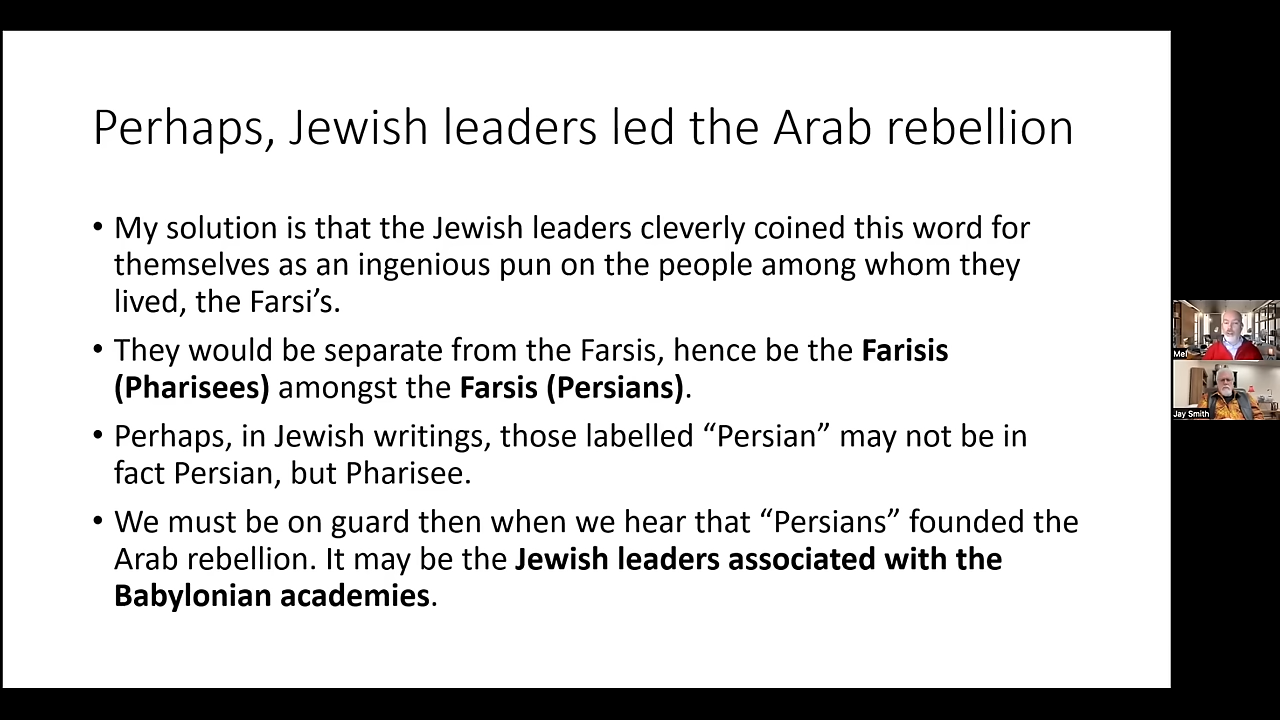 Perhaps, Jewish leaders led the Arab rebellion
• My solution is that the Jewish leaders cleverly coined this word for
themselves as an ingenious pun on the people among whom they
lived, the Farsi’s.
• They would be separate from the Farsis, hence be the Farisis
(Pharisees) amongst the Farsis (Persians).
• Perhaps, in Jewish writings, those labelled “Persian” may not be in
fact Persian, but Pharisee.
• We must be on guard then when we hear that “Persians” founded the
Arab rebellion. It may be the Jewish leaders associated with the
Babylonian academies.
Mel
Jay Smith